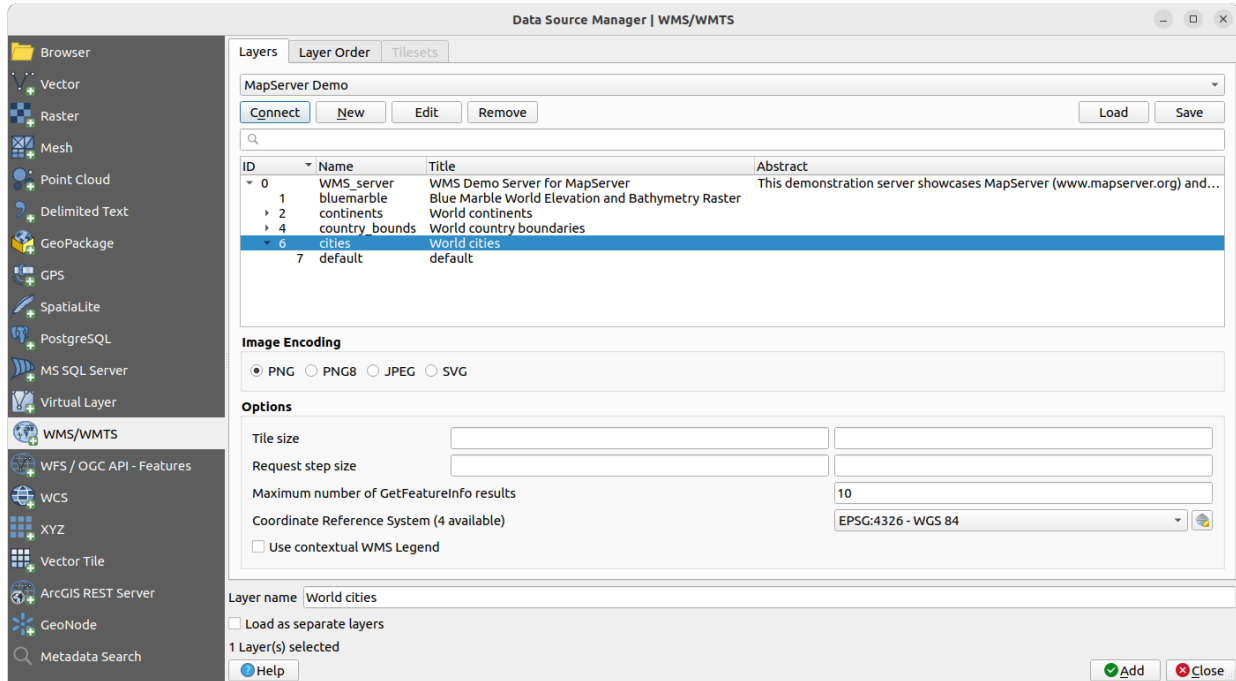 Data Source Manager | WMS/WMTS
Browser
Vector
Raster
Mesh
Point Cloud
Delimited Text
GeoPackage
GPS
SpatiaLite
PostgreSQL
MS SQL Server
Virtual Layer
WMS/WMTS
WFS / OGC API - Features
WCS
XYZ
Vector Tile
ArcGIS REST Server
GeoNode
Metadata Search
Layers Layer Order Tilesets
MapServer Demo
Connect New Edit Remove Load Save
ID Name Title Abstract
0 WMS_server WMS Demo Server for MapServer This demonstration server showcases MapServer (www.mapserver.org) and...
1 bluemarble Blue Marble World Elevation and Bathymetry Raster
2 continents World continents
4 country_bounds World country boundaries
6 cities World cities
7 default default
Image Encoding
PNG PNG8 JPEG SVG
Options
Tile size
Request step size
Maximum number of GetFeatureInfo results 10
Coordinate Reference System (4 available) EPSG:4326 - WGS 84
Use contextual WMS Legend
Layer name World cities
Load as separate layers
1 Layer(s) selected
Help Add Close